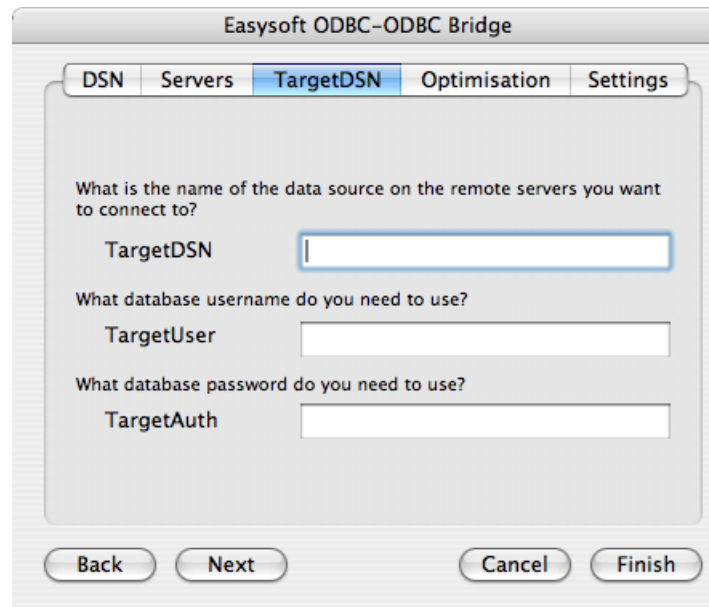 Easysoft ODBC-ODBC Bridge
DSN Servers TargetDSN Optimisation Settings
What is the name of the data source on the remote servers you want
to connect to?
TargetDSN
What database username do you need to use?
TargetUser
What database password do you need to use?
TargetAuth
Back Next Cancel Finish